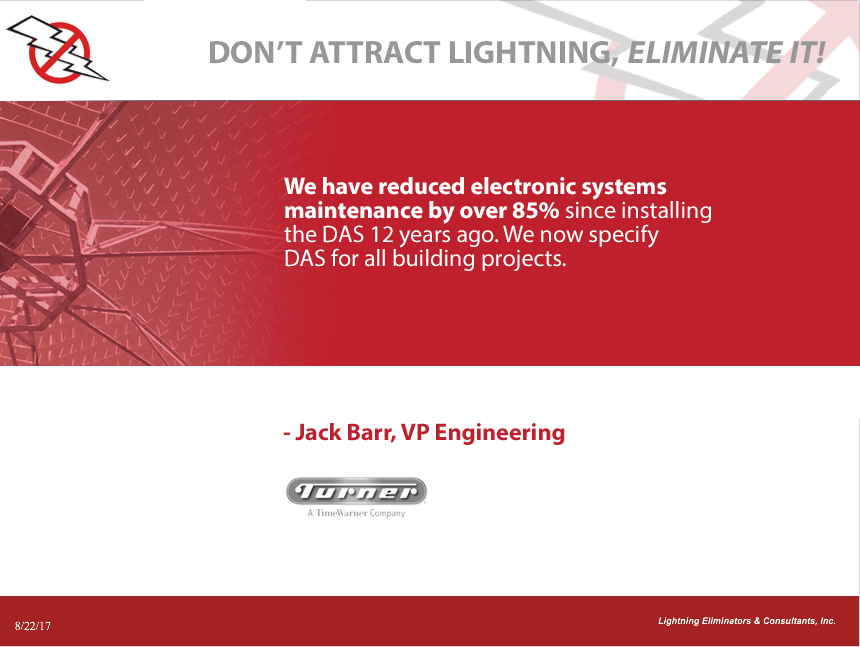 DON’T ATTRACT LIGHTNING, ELIMINATE IT!
We have reduced electronic systems
maintenance by over 85% since installing
the DAS 12 years ago. We now specify
DAS for all building projects.
- Jack Barr, VP Engineering
Turner
A TimeWarner Company
8/22/17
Lightning Eliminators & Consultants, Inc.